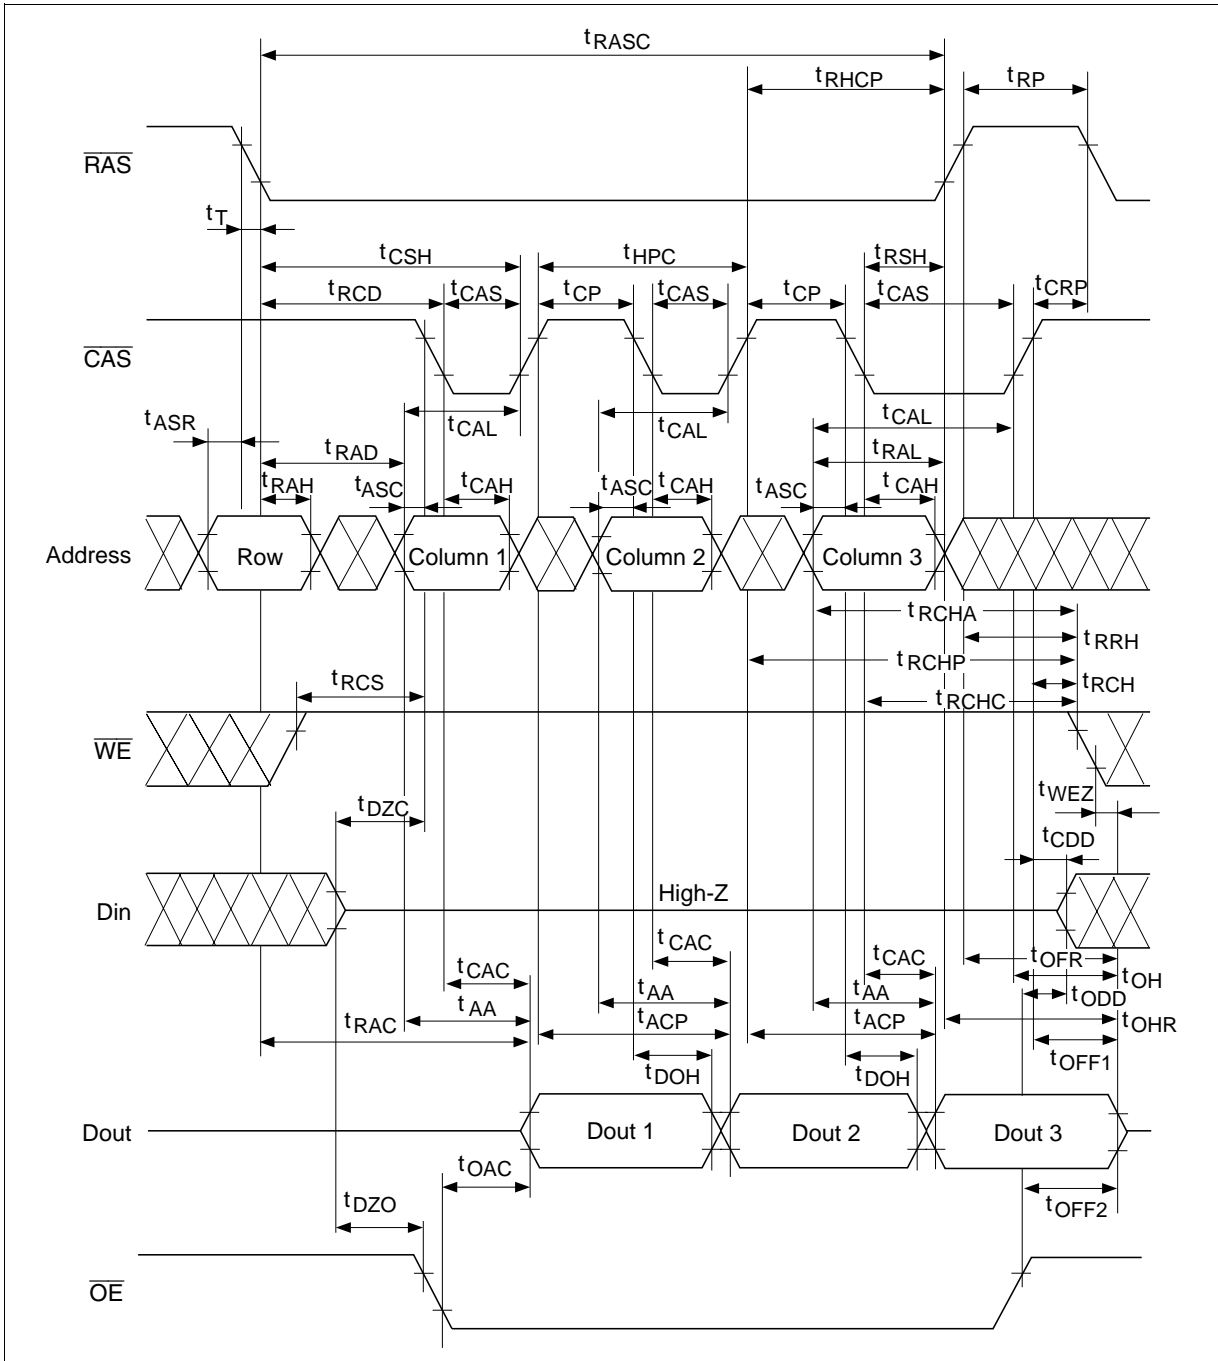 tRASC
tRHCP tRP
RAS
tT
tCSH tHPC tRSH
tRCD tCAS tCP tCAS tCP tCAS tCRP
CAS
tASR tCAL tCAL tCAL
tRAD tRAL
tRAH tASC tCAH tASC tCAH tASC tCAH
Address Row Column 1 Column 2 Column 3
tRCHA
tRRH
tRCHP
tRCS tRCH
tRCHC
WE
tWEZ
tDZC
tCDD
High-Z
Din
tCAC tCAC tOFR
tCAC tOH
tAA tAA tAA tODD
tRAC tACP tACP tOHR
tOFF1
tDOH tDOH
Dout Dout 1 Dout 2 Dout 3
tOAC
tDZO tOFF2
OE